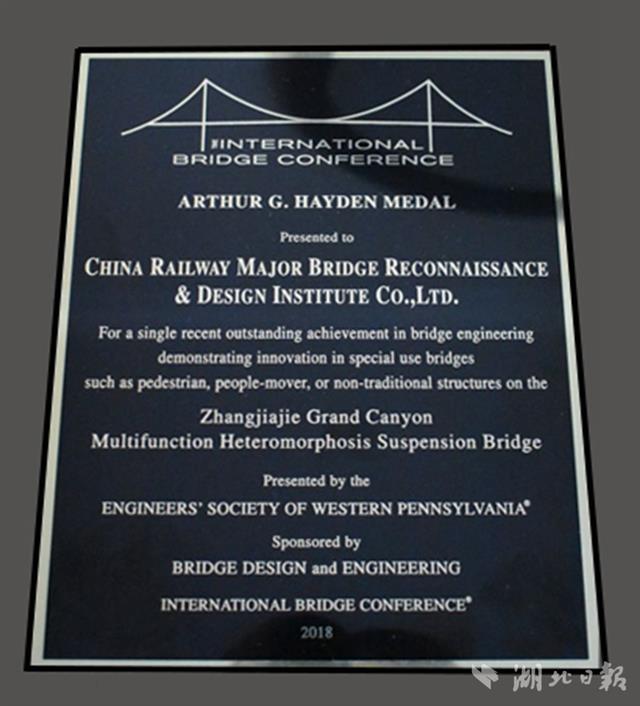 THE INTERNATIONAL
BRIDGE CONFERENCE
ARTHUR G. HAYDEN MEDAL
Presented to
CHINA RAILWAY MAJOR BRIDGE RECONNAISSANCE
& DESIGN INSTITUTE CO.,LTD.
For a single recent outstanding achievement in bridge engineering
demonstrating innovation in special use bridges
such as pedestrian, people-mover, or non-traditional structures on the
Zhangjiajie Grand Canyon
Multifunction Heteromorphosis Suspension Bridge
Presented by the
ENGINEERS' SOCIETY OF WESTERN PENNSYLVANIA®
Sponsored by
BRIDGE DESIGN and ENGINEERING
INTERNATIONAL BRIDGE CONFERENCE®
2018
湖北日報